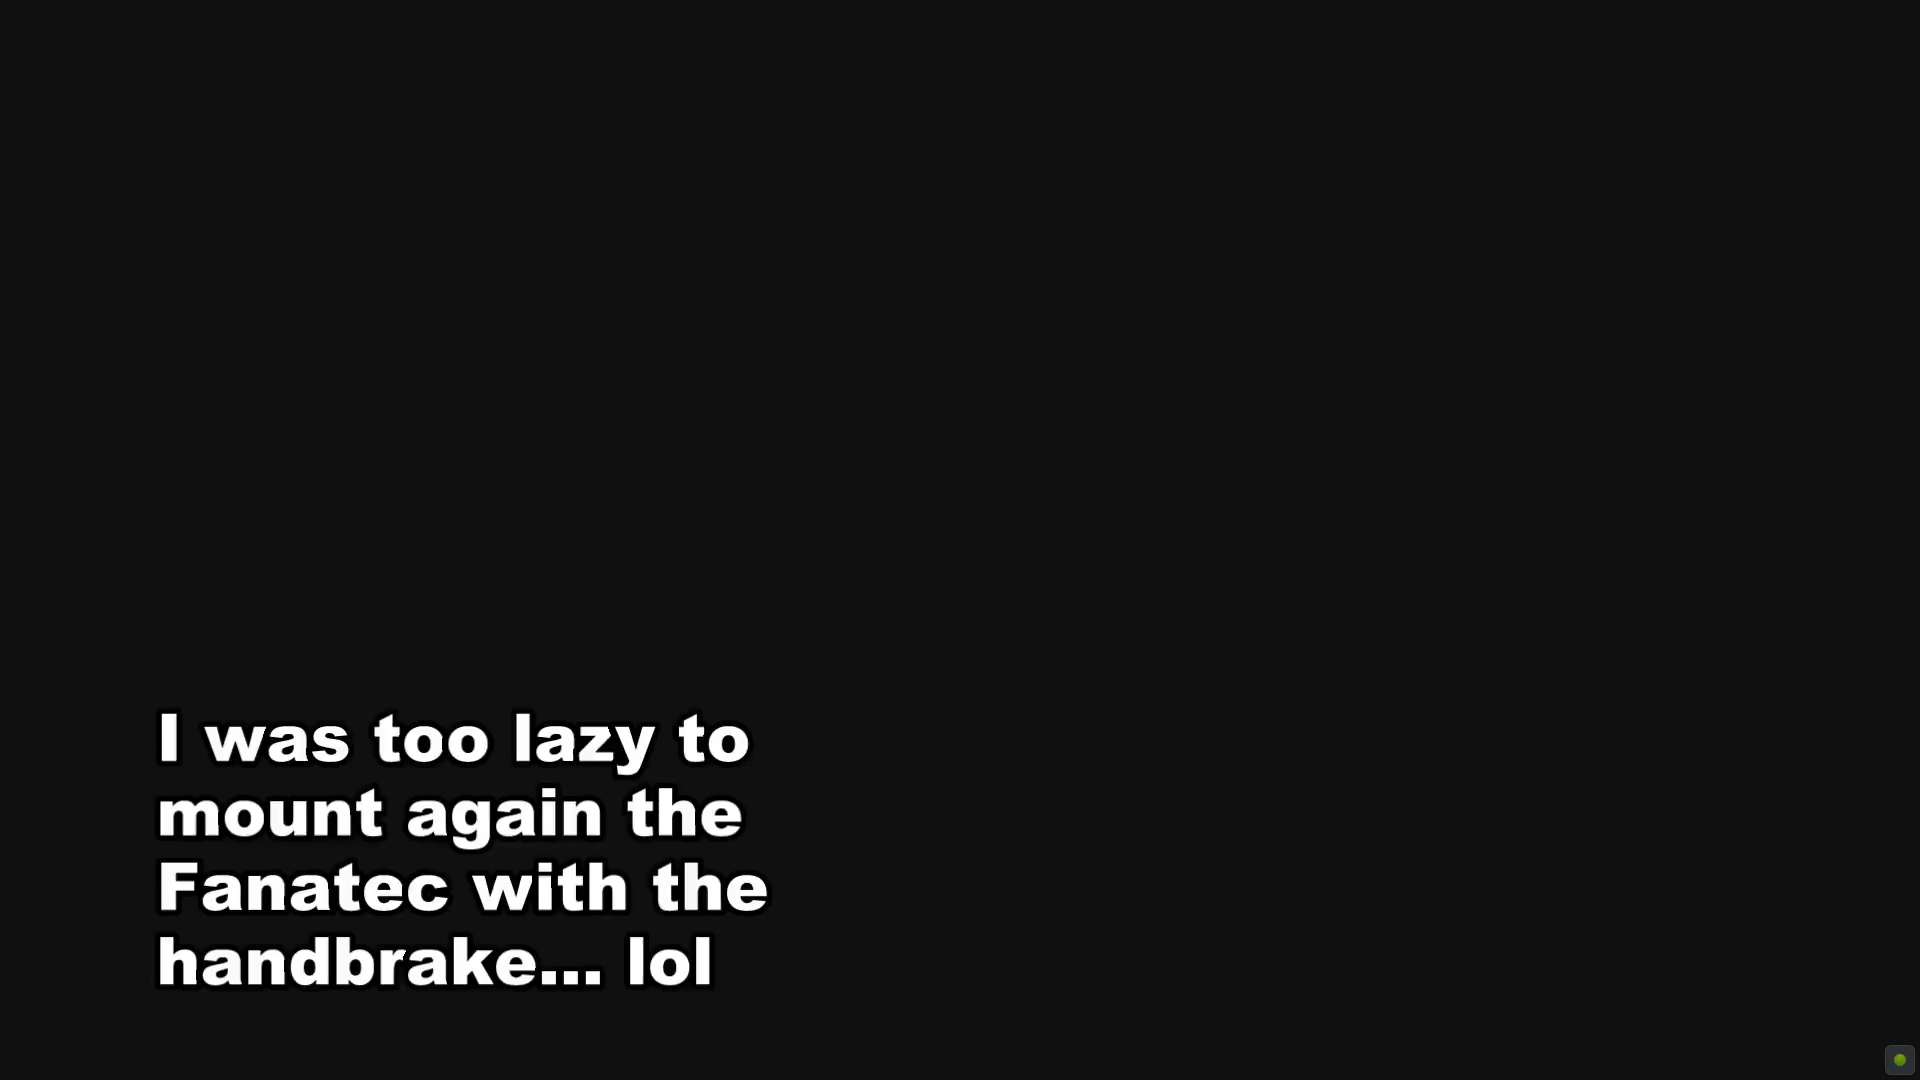 I was too lazy to
mount again the
Fanatec with the
handbrake... lol